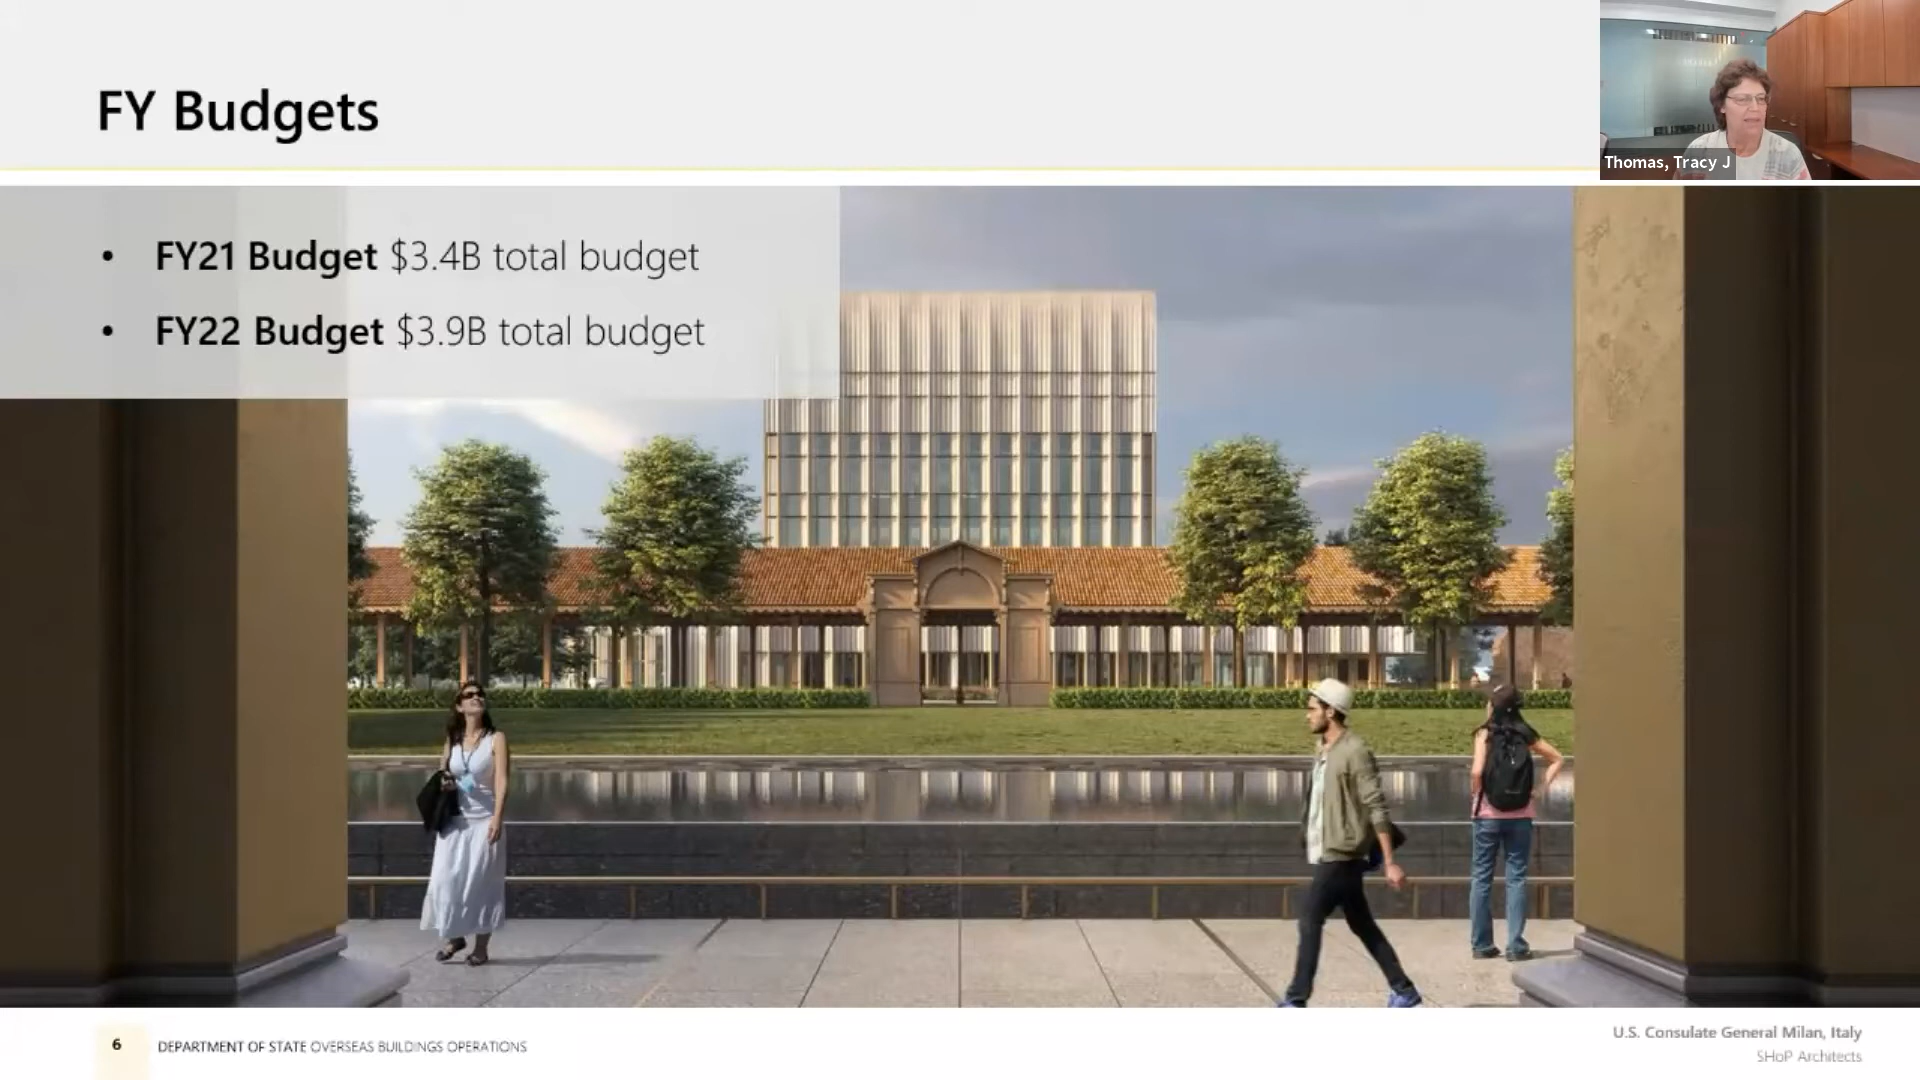 FY Budgets
Thomas, Tracy J
• FY21 Budget $3.4B total budget
• FY22 Budget $3.9B total budget
6 DEPARTMENT OF STATE OVERSEAS BUILDINGS OPERATIONS
U.S. Consulate General Milan, Italy
SHoP Architects